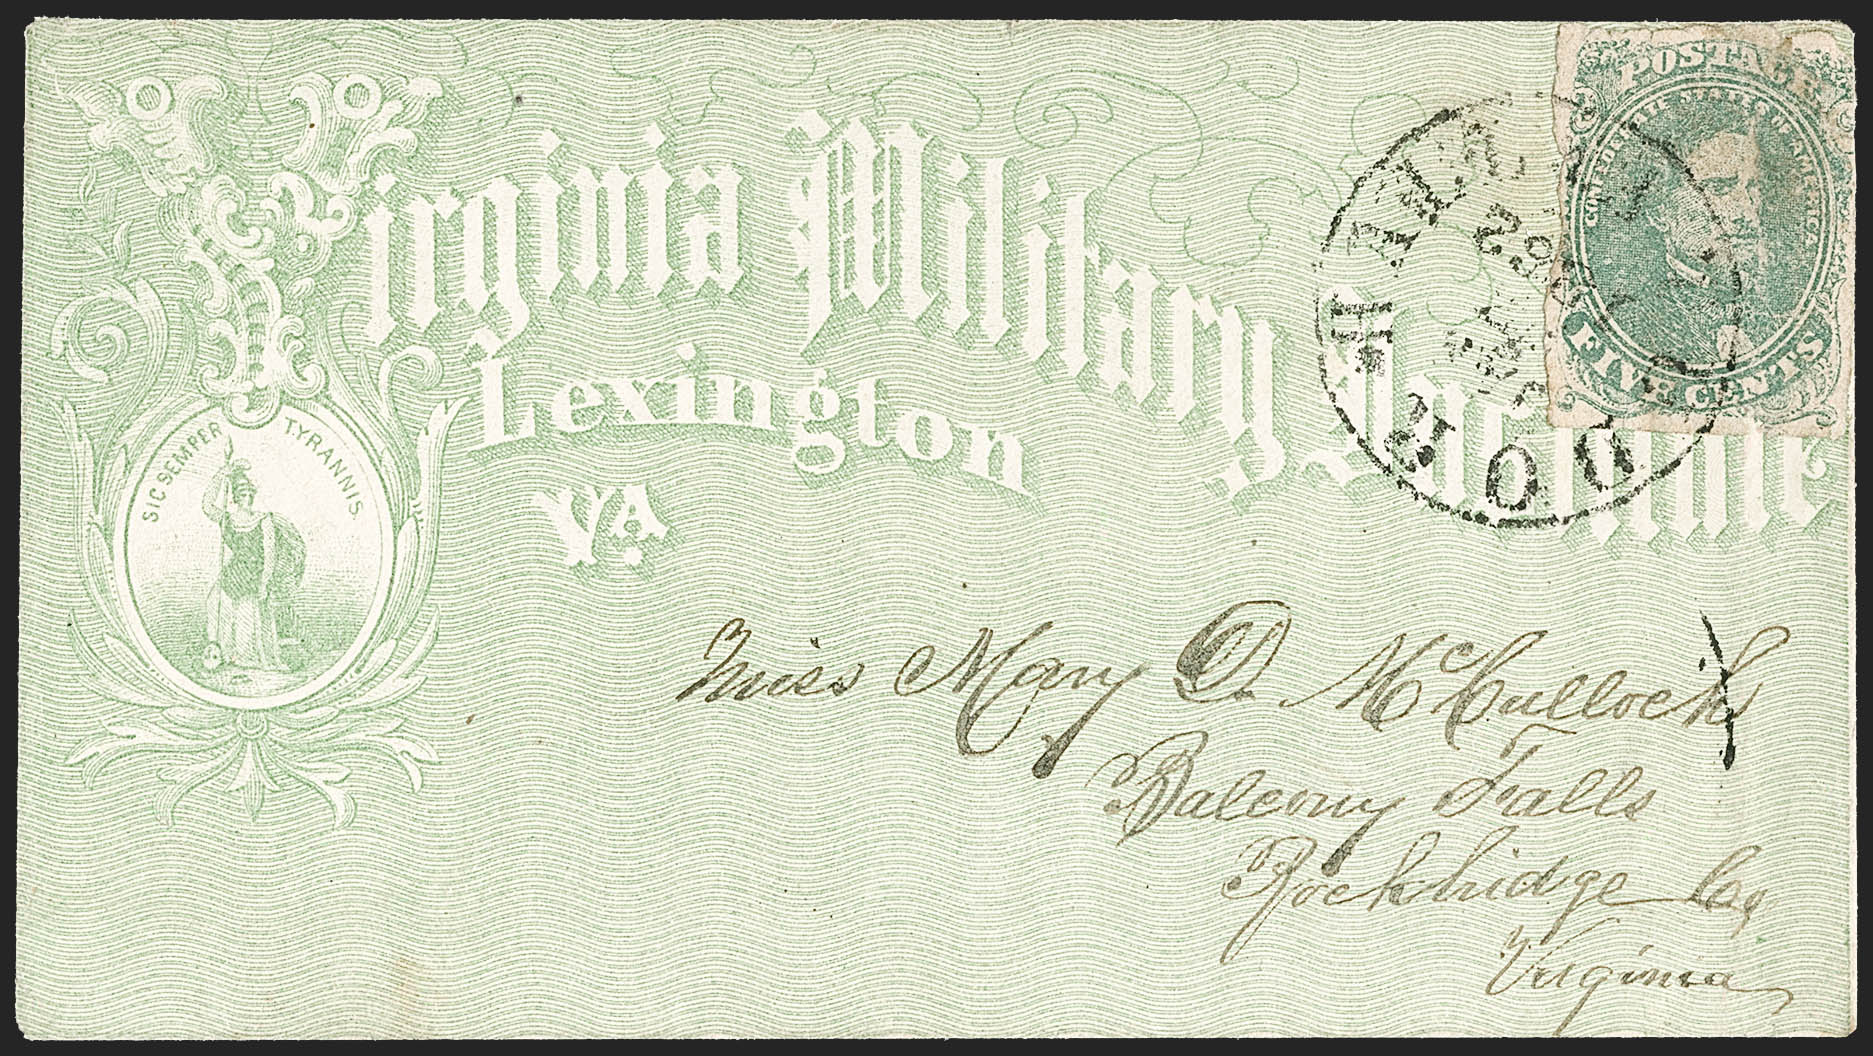 Virginia Military Institute
Lexington
VA.
SIC SEMPER TYRANNIS.
POSTAGE
CONFEDERATE STATES OF AMERICA
FIVE CENTS
Miss Mary D. McCullock
Balcony Falls
Rockbridge Co,
Virginia